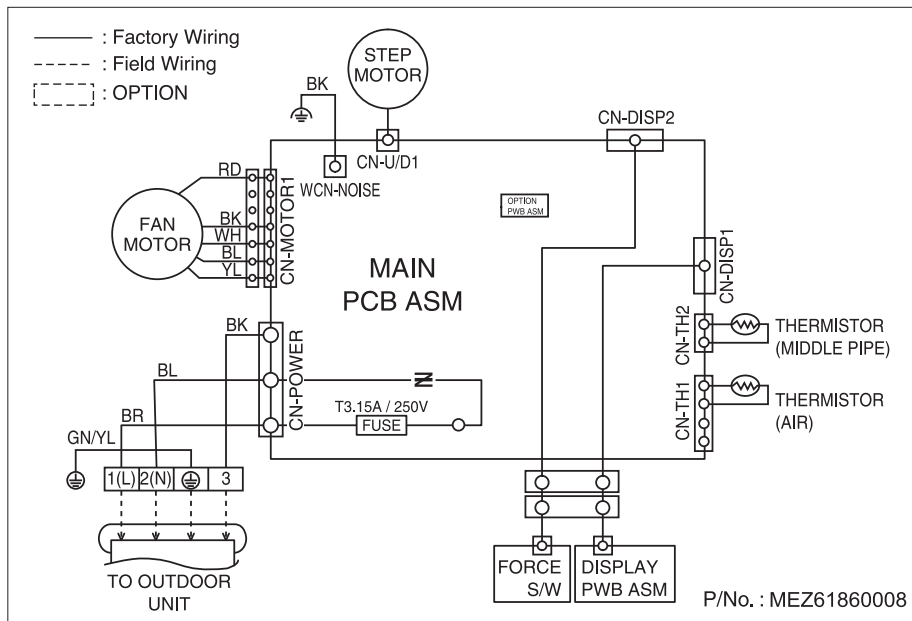 : Factory Wiring
: Field Wiring
: OPTION
STEP
MOTOR
BK
CN-U/D1
WCN-NOISE
CN-DISP2
OPTION
PWB ASM
RD
BK
WH
BL
YL
FAN
MOTOR
CN-MOTOR1
MAIN
PCB ASM
CN-DISP1
CN-TH2
THERMISTOR
(MIDDLE PIPE)
CN-TH1
THERMISTOR
(AIR)
BK
BL
BR
GN/YL
CN-POWER
T3.15A / 250V
FUSE
1(L) 2(N) 3
TO OUTDOOR
UNIT
FORCE
S/W
DISPLAY
PWB ASM
P/No. : MEZ61860008